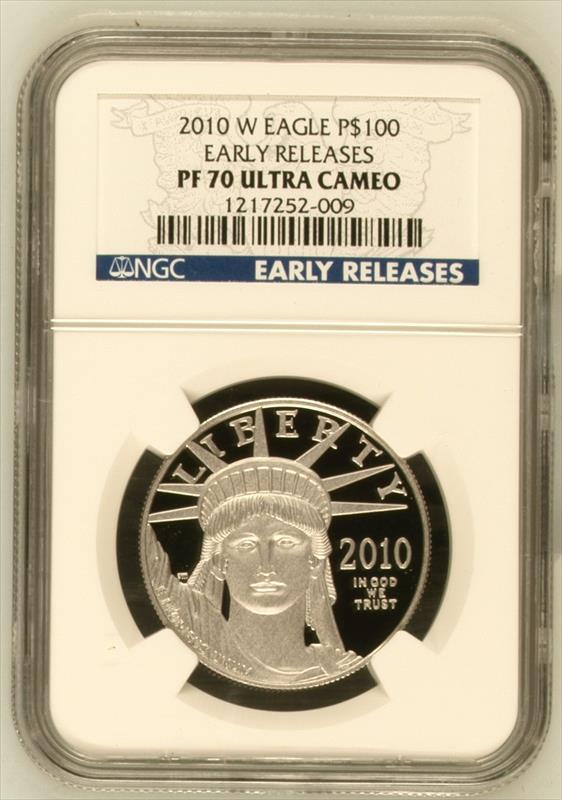 2010 W EAGLE P$100
EARLY RELEASES
PF 70 ULTRA CAMEO
1217252-009
NGC EARLY RELEASES
LIBERTY
2010
IN GOD
WE
TRUST